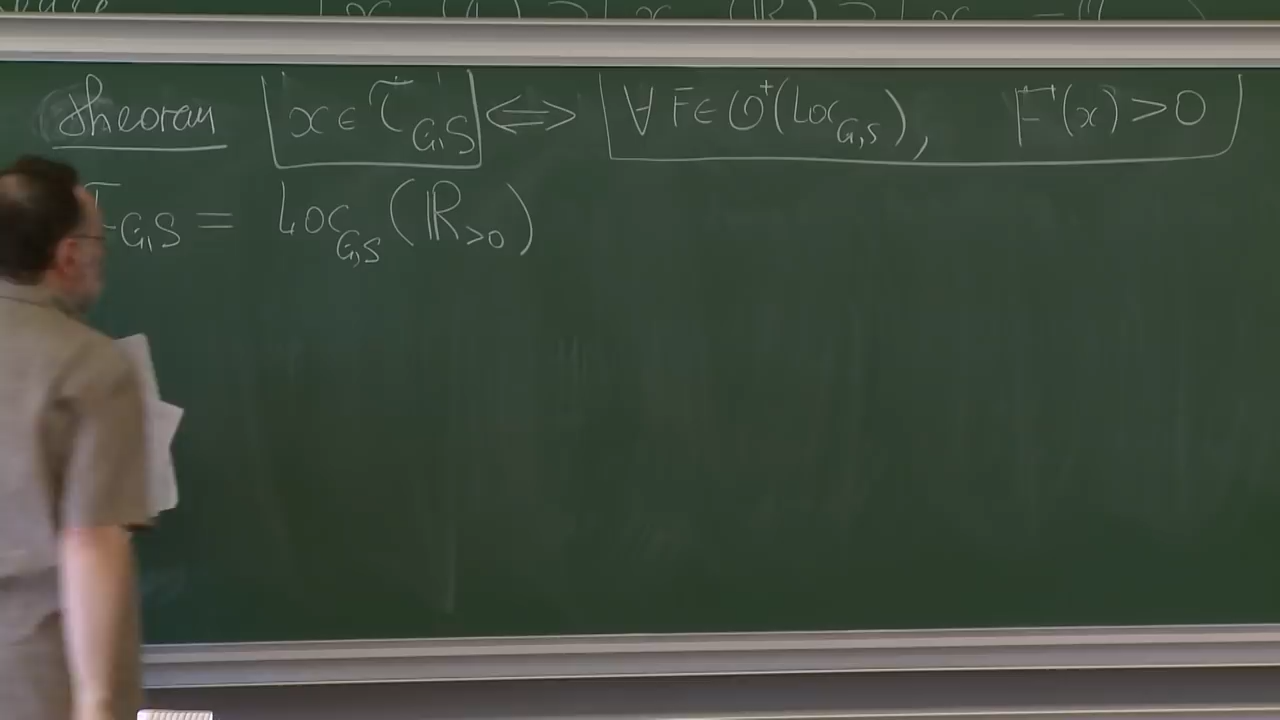 Theorem x ∈ 𝒯_{G,S} ⟺ ∀ F ∈ 𝒪⁺(Loc_{G,S}), F(x) > 0
𝒯_{G,S} = Loc_{G,S}(ℝ_{>0})